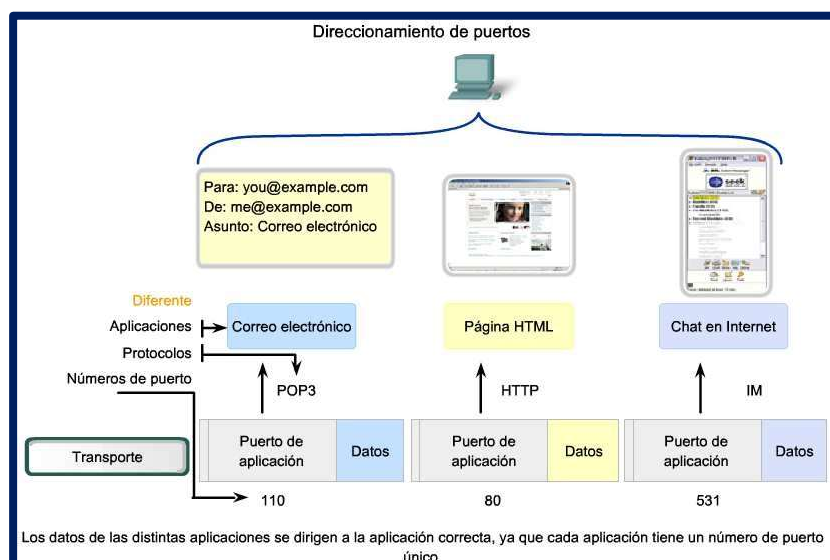 Direccionamiento de puertos
Para: you@example.com
De: me@example.com
Asunto: Correo electrónico
seek
Diferente
Aplicaciones
Correo electrónico
Página HTML
Chat en Internet
Protocolos
POP3
HTTP
IM
Números de puerto
Transporte
Puerto de
aplicación
Datos
Puerto de
aplicación
Datos
Puerto de
aplicación
Datos
110
80
531
Los datos de las distintas aplicaciones se dirigen a la aplicación correcta, ya que cada aplicación tiene un número de puerto
único